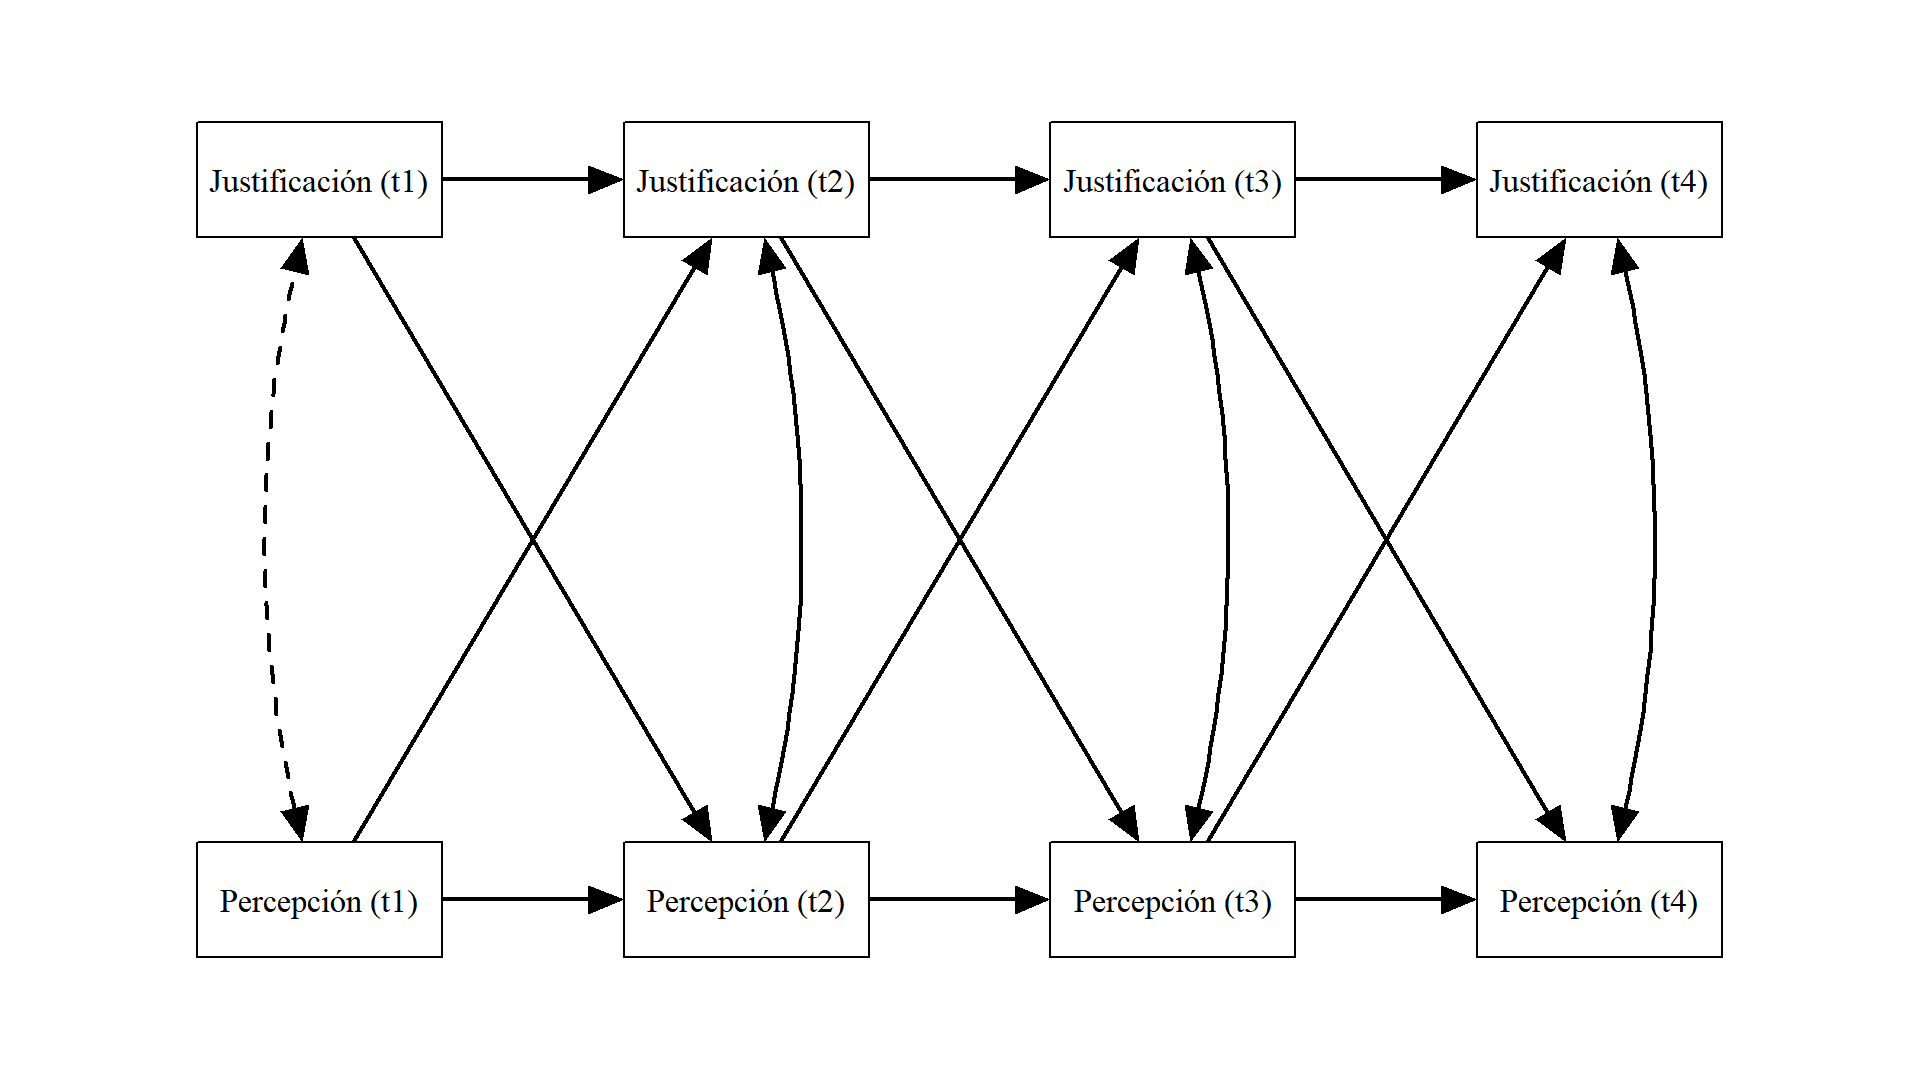 Justificación (t1)
Justificación (t2)
Justificación (t3)
Justificación (t4)
Percepción (t1)
Percepción (t2)
Percepción (t3)
Percepción (t4)